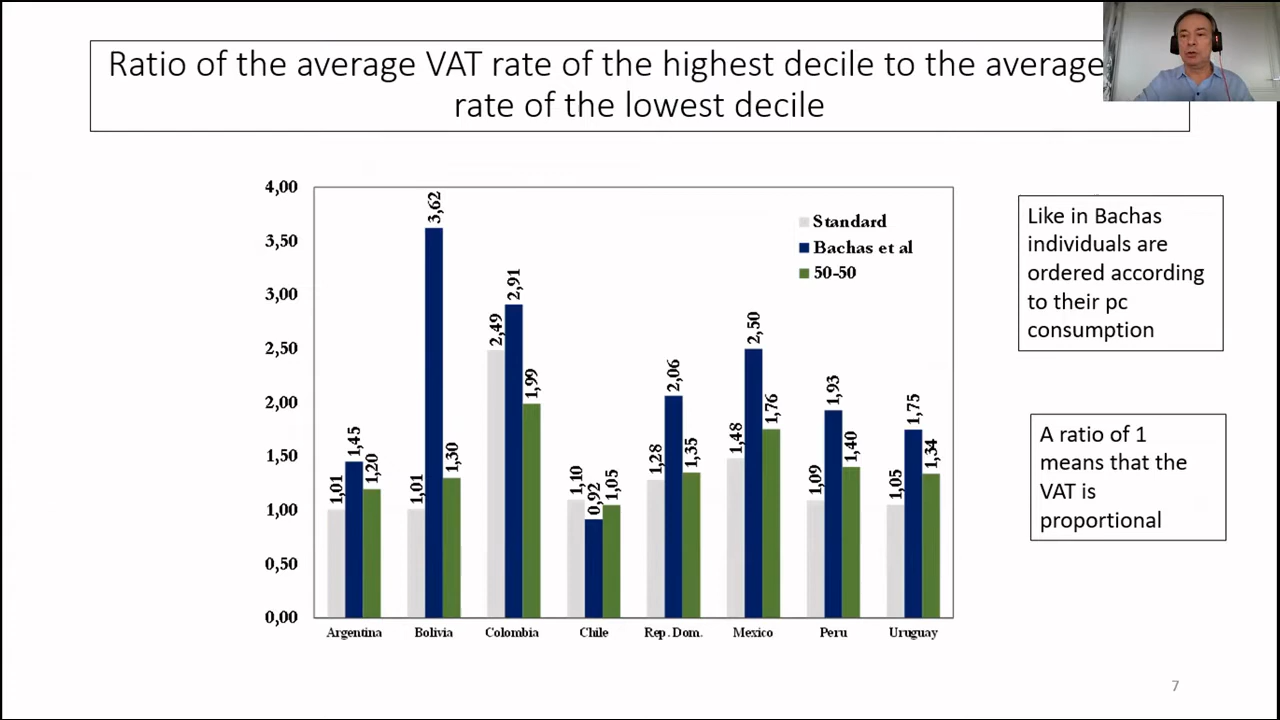 Ratio of the average VAT rate of the highest decile to the average
rate of the lowest decile
4,00
3,50
3,00
2,50
2,00
1,50
1,00
0,50
0,00
Standard
Bachas et al
50-50
1,01
1,45
1,20
1,01
3,62
1,30
2,49
2,91
1,99
1,10
0,92
1,05
1,28
2,06
1,35
1,48
2,50
1,76
1,09
1,93
1,40
1,05
1,75
1,34
Argentina
Bolivia
Colombia
Chile
Rep. Dom.
Mexico
Peru
Uruguay
Like in Bachas
individuals are
ordered according
to their pc
consumption
A ratio of 1
means that the
VAT is
proportional
7